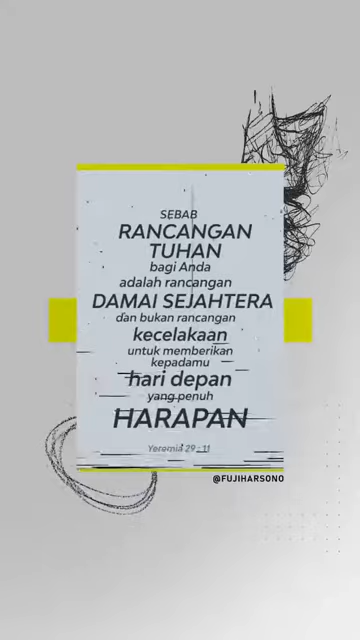 SEBAB
RANCANGAN
TUHAN
bagi Anda
adalah rancangan
DAMAI SEJAHTERA
dan bukan rancangan
kecelakaan
untuk memberikan
kepadamu
hari depan
yang penuh
HARAPAN
Yeremia 29 : 11
@FUJIHARSONO